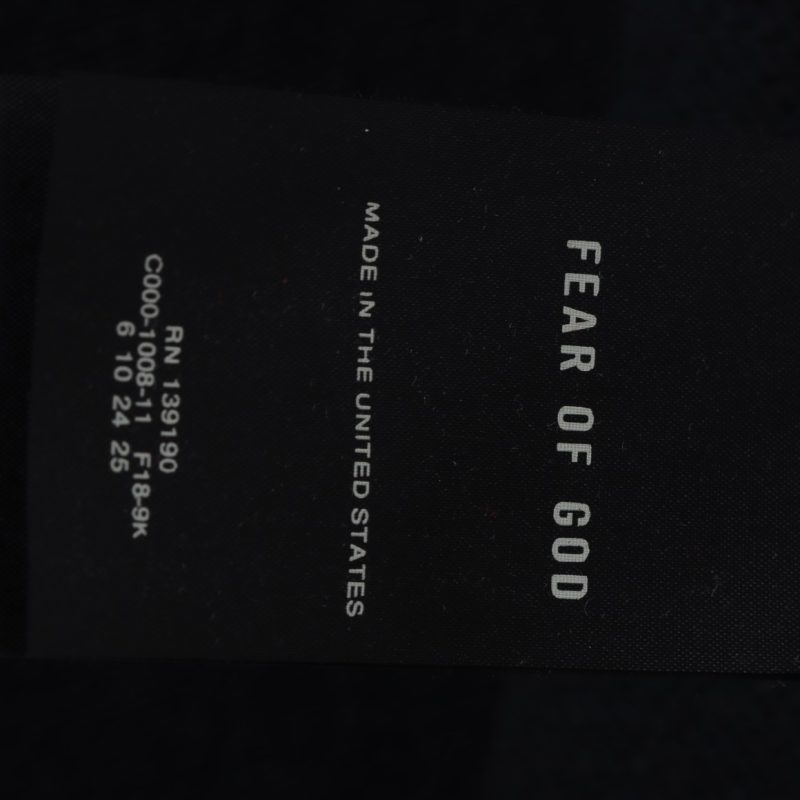 FEAR OF GOD
MADE IN THE UNITED STATES
RN 139190
C000-1008-11 F18-9K
6 10 24 25